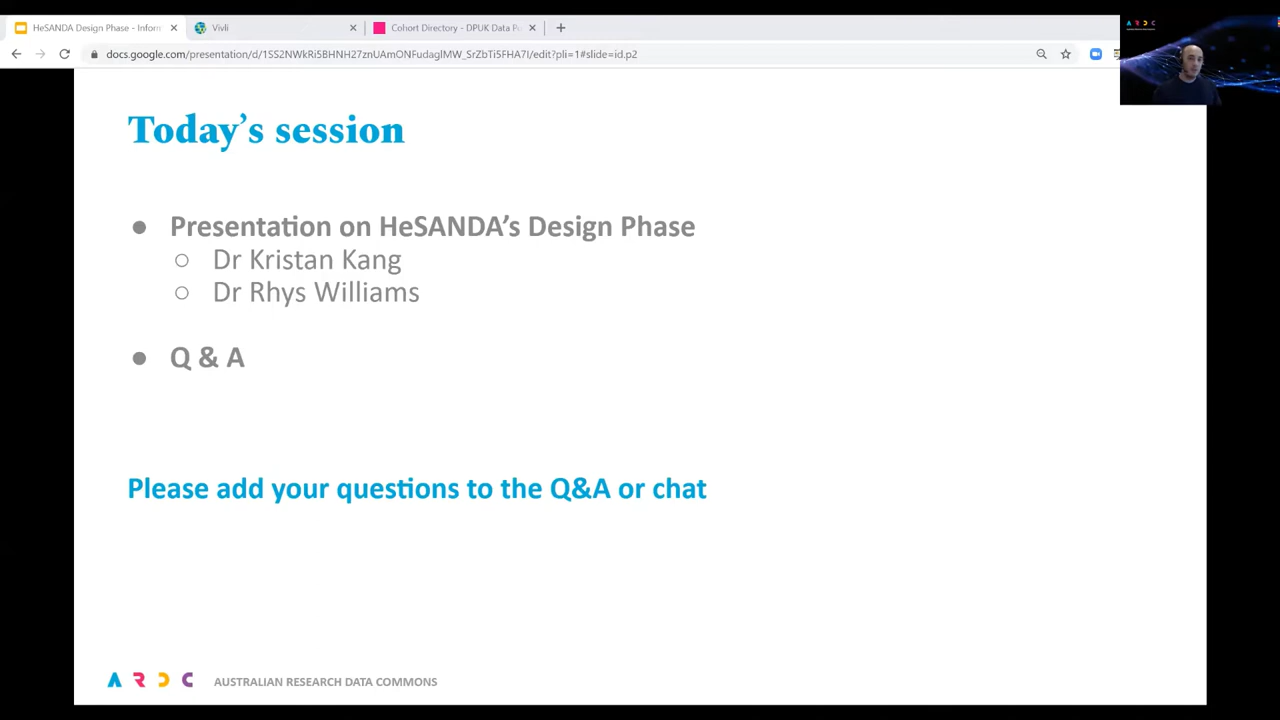 HeSANDA Design Phase - Inform
Vivli
Cohort Directory - DPUK Data Po
docs.google.com/presentation/d/1SS2NWkRi5BHNH27znUAmONFudaglMW_SrZbTi5FHA7I/edit?pli=1#slide=id.p2
A R D C
Today's session
● Presentation on HeSANDA's Design Phase
○ Dr Kristan Kang
○ Dr Rhys Williams
● Q & A
Please add your questions to the Q&A or chat
A R D C AUSTRALIAN RESEARCH DATA COMMONS